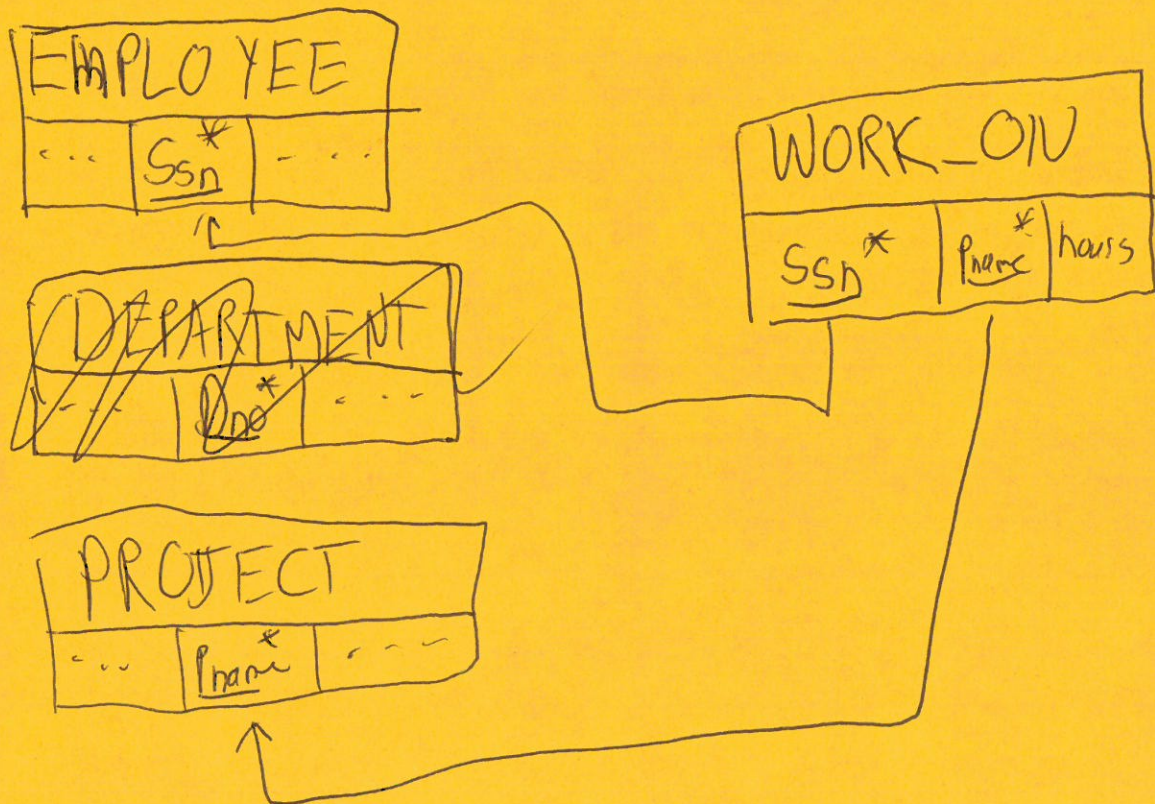 EMPLOYEE
... Ssn* - ...
WORK_ON
Ssn* Pname* hours
DEPARTMENT
... Dno* ....
PROJECT
... Pname* ....